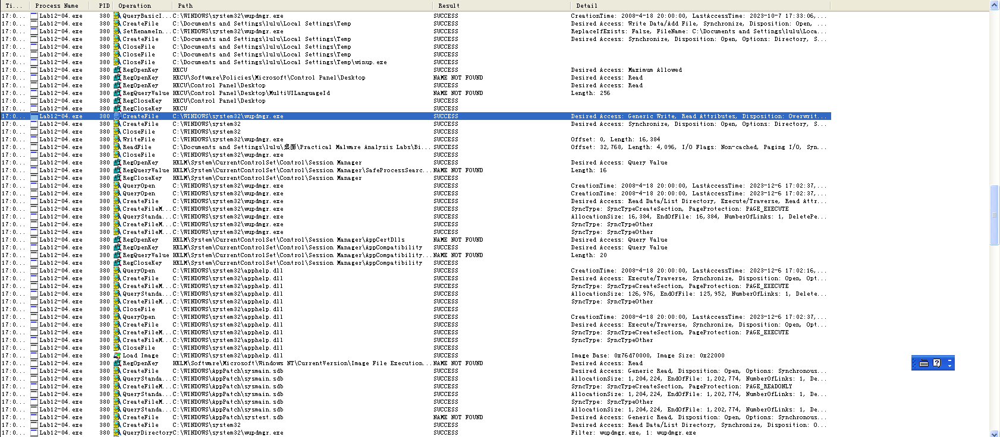 Ti... Process Name PID Operation Path Result Detail
17:0... Lab12-04.exe 380 QueryBasicI... C:\WINDOWS\system32\wupdmgr.exe SUCCESS CreationTime: 2008-4-18 20:00:00, LastAccessTime: 2023-10-7 17:33:06,...
17:0... Lab12-04.exe 380 CreateFile C:\Documents and Settings\lulu\Local Settings\Temp SUCCESS Desired Access: Write Data/Add File, Synchronize, Disposition: Open, ...
17:0... Lab12-04.exe 380 SetRenameIn... C:\WINDOWS\system32\wupdmgr.exe SUCCESS ReplaceIfExists: False, FileName: C:\Documents and Settings\lulu\Loca...
17:0... Lab12-04.exe 380 CreateFile C:\Documents and Settings\lulu\Local Settings\Temp SUCCESS Desired Access: Synchronize, Disposition: Open, Options: Directory, S...
17:0... Lab12-04.exe 380 CloseFile C:\Documents and Settings\lulu\Local Settings\Temp SUCCESS
17:0... Lab12-04.exe 380 CloseFile C:\Documents and Settings\lulu\Local Settings\Temp SUCCESS
17:0... Lab12-04.exe 380 CloseFile C:\Documents and Settings\lulu\Local Settings\Temp\winup.exe SUCCESS
17:0... Lab12-04.exe 380 RegOpenKey HKCU SUCCESS Desired Access: Maximum Allowed
17:0... Lab12-04.exe 380 RegOpenKey HKCU\Software\Policies\Microsoft\Control Panel\Desktop NAME NOT FOUND Desired Access: Read
17:0... Lab12-04.exe 380 RegOpenKey HKCU\Control Panel\Desktop SUCCESS Desired Access: Read
17:0... Lab12-04.exe 380 RegQueryValue HKCU\Control Panel\Desktop\MultiUILanguageId NAME NOT FOUND Length: 256
17:0... Lab12-04.exe 380 RegCloseKey HKCU\Control Panel\Desktop SUCCESS
17:0... Lab12-04.exe 380 RegCloseKey HKCU SUCCESS
17:0... Lab12-04.exe 380 CreateFile C:\WINDOWS\system32\wupdmgr.exe SUCCESS Desired Access: Generic Write, Read Attributes, Disposition: Overwrit...
17:0... Lab12-04.exe 380 CreateFile C:\WINDOWS\system32 SUCCESS Desired Access: Synchronize, Disposition: Open, Options: Directory, S...
17:0... Lab12-04.exe 380 CloseFile C:\WINDOWS\system32 SUCCESS
17:0... Lab12-04.exe 380 WriteFile C:\WINDOWS\system32\wupdmgr.exe SUCCESS Offset: 0, Length: 16,384
17:0... Lab12-04.exe 380 ReadFile C:\Documents and Settings\lulu\桌面\Practical Malware Analysis Labs\Bi... SUCCESS Offset: 32,768, Length: 4,096, I/O Flags: Non-cached, Paging I/O, Syn...
17:0... Lab12-04.exe 380 CloseFile C:\WINDOWS\system32\wupdmgr.exe SUCCESS
17:0... Lab12-04.exe 380 RegOpenKey HKLM\System\CurrentControlSet\Control\Session Manager SUCCESS Desired Access: Query Value
17:0... Lab12-04.exe 380 RegQueryValue HKLM\System\CurrentControlSet\Control\Session Manager\SafeProcessSearc... NAME NOT FOUND Length: 16
17:0... Lab12-04.exe 380 RegCloseKey HKLM\System\CurrentControlSet\Control\Session Manager SUCCESS
17:0... Lab12-04.exe 380 QueryOpen C:\WINDOWS\system32\wupdmgr.exe SUCCESS CreationTime: 2008-4-18 20:00:00, LastAccessTime: 2023-12-6 17:02:37,...
17:0... Lab12-04.exe 380 QueryOpen C:\WINDOWS\system32\wupdmgr.exe SUCCESS CreationTime: 2008-4-18 20:00:00, LastAccessTime: 2023-12-6 17:02:37,...
17:0... Lab12-04.exe 380 CreateFile C:\WINDOWS\system32\wupdmgr.exe SUCCESS Desired Access: Read Data/List Directory, Execute/Traverse, Read Attr...
17:0... Lab12-04.exe 380 CreateFileM... C:\WINDOWS\system32\wupdmgr.exe SUCCESS SyncType: SyncTypeCreateSection, PageProtection: PAGE_EXECUTE
17:0... Lab12-04.exe 380 QueryStanda... C:\WINDOWS\system32\wupdmgr.exe SUCCESS AllocationSize: 16,384, EndOfFile: 16,384, NumberOfLinks: 1, DeletePe...
17:0... Lab12-04.exe 380 CreateFileM... C:\WINDOWS\system32\wupdmgr.exe SUCCESS SyncType: SyncTypeOther
17:0... Lab12-04.exe 380 CreateFileM... C:\WINDOWS\system32\wupdmgr.exe SUCCESS SyncType: SyncTypeOther
17:0... Lab12-04.exe 380 RegOpenKey HKLM\System\CurrentControlSet\Control\Session Manager\AppCertDlls NAME NOT FOUND Desired Access: Query Value
17:0... Lab12-04.exe 380 RegOpenKey HKLM\System\CurrentControlSet\Control\Session Manager\AppCompatibility SUCCESS Desired Access: Query Value
17:0... Lab12-04.exe 380 RegQueryValue HKLM\System\CurrentControlSet\Control\Session Manager\AppCompatibility... NAME NOT FOUND Length: 20
17:0... Lab12-04.exe 380 RegCloseKey HKLM\System\CurrentControlSet\Control\Session Manager\AppCompatibility SUCCESS
17:0... Lab12-04.exe 380 QueryOpen C:\WINDOWS\system32\apphelp.dll SUCCESS CreationTime: 2008-4-18 20:00:00, LastAccessTime: 2023-12-6 17:02:16,...
17:0... Lab12-04.exe 380 CreateFile C:\WINDOWS\system32\apphelp.dll SUCCESS Desired Access: Execute/Traverse, Synchronize, Disposition: Open, Opt...
17:0... Lab12-04.exe 380 CreateFileM... C:\WINDOWS\system32\apphelp.dll SUCCESS SyncType: SyncTypeCreateSection, PageProtection: PAGE_EXECUTE
17:0... Lab12-04.exe 380 QueryStanda... C:\WINDOWS\system32\apphelp.dll SUCCESS AllocationSize: 126,976, EndOfFile: 125,952, NumberOfLinks: 1, Delete...
17:0... Lab12-04.exe 380 CreateFileM... C:\WINDOWS\system32\apphelp.dll SUCCESS SyncType: SyncTypeOther
17:0... Lab12-04.exe 380 CloseFile C:\WINDOWS\system32\apphelp.dll SUCCESS
17:0... Lab12-04.exe 380 QueryOpen C:\WINDOWS\system32\apphelp.dll SUCCESS CreationTime: 2008-4-18 20:00:00, LastAccessTime: 2023-12-6 17:02:37,...
17:0... Lab12-04.exe 380 CreateFile C:\WINDOWS\system32\apphelp.dll SUCCESS Desired Access: Execute/Traverse, Synchronize, Disposition: Open, Opt...
17:0... Lab12-04.exe 380 CreateFileM... C:\WINDOWS\system32\apphelp.dll SUCCESS SyncType: SyncTypeCreateSection, PageProtection: PAGE_EXECUTE
17:0... Lab12-04.exe 380 CreateFileM... C:\WINDOWS\system32\apphelp.dll SUCCESS SyncType: SyncTypeOther
17:0... Lab12-04.exe 380 CloseFile C:\WINDOWS\system32\apphelp.dll SUCCESS
17:0... Lab12-04.exe 380 Load Image C:\WINDOWS\system32\apphelp.dll SUCCESS Image Base: 0x76d70000, Image Size: 0x22000
17:0... Lab12-04.exe 380 RegOpenKey HKLM\Software\Microsoft\Windows NT\CurrentVersion\Image File Execution... NAME NOT FOUND Desired Access: Read
17:0... Lab12-04.exe 380 CreateFile C:\WINDOWS\AppPatch\sysmain.sdb SUCCESS Desired Access: Generic Read, Disposition: Open, Options: Synchronous...
17:0... Lab12-04.exe 380 QueryStanda... C:\WINDOWS\AppPatch\sysmain.sdb SUCCESS AllocationSize: 1,204,224, EndOfFile: 1,202,774, NumberOfLinks: 1, De...
17:0... Lab12-04.exe 380 CreateFileM... C:\WINDOWS\AppPatch\sysmain.sdb SUCCESS SyncType: SyncTypeCreateSection, PageProtection: PAGE_READONLY
17:0... Lab12-04.exe 380 QueryStanda... C:\WINDOWS\AppPatch\sysmain.sdb SUCCESS AllocationSize: 1,204,224, EndOfFile: 1,202,774, NumberOfLinks: 1, De...
17:0... Lab12-04.exe 380 CreateFileM... C:\WINDOWS\AppPatch\sysmain.sdb SUCCESS SyncType: SyncTypeOther
17:0... Lab12-04.exe 380 QueryStanda... C:\WINDOWS\AppPatch\sysmain.sdb SUCCESS AllocationSize: 1,204,224, EndOfFile: 1,202,774, NumberOfLinks: 1, De...
17:0... Lab12-04.exe 380 CreateFile C:\WINDOWS\AppPatch\systest.sdb NAME NOT FOUND Desired Access: Generic Read, Disposition: Open, Options: Synchronous...
17:0... Lab12-04.exe 380 CreateFile C:\WINDOWS\system32 SUCCESS Desired Access: Read Data/List Directory, Synchronize, Disposition: O...
17:0... Lab12-04.exe 380 QueryDirectory C:\WINDOWS\system32\wupdmgr.exe SUCCESS Filter: wupdmgr.exe, 1: wupdmgr.exe